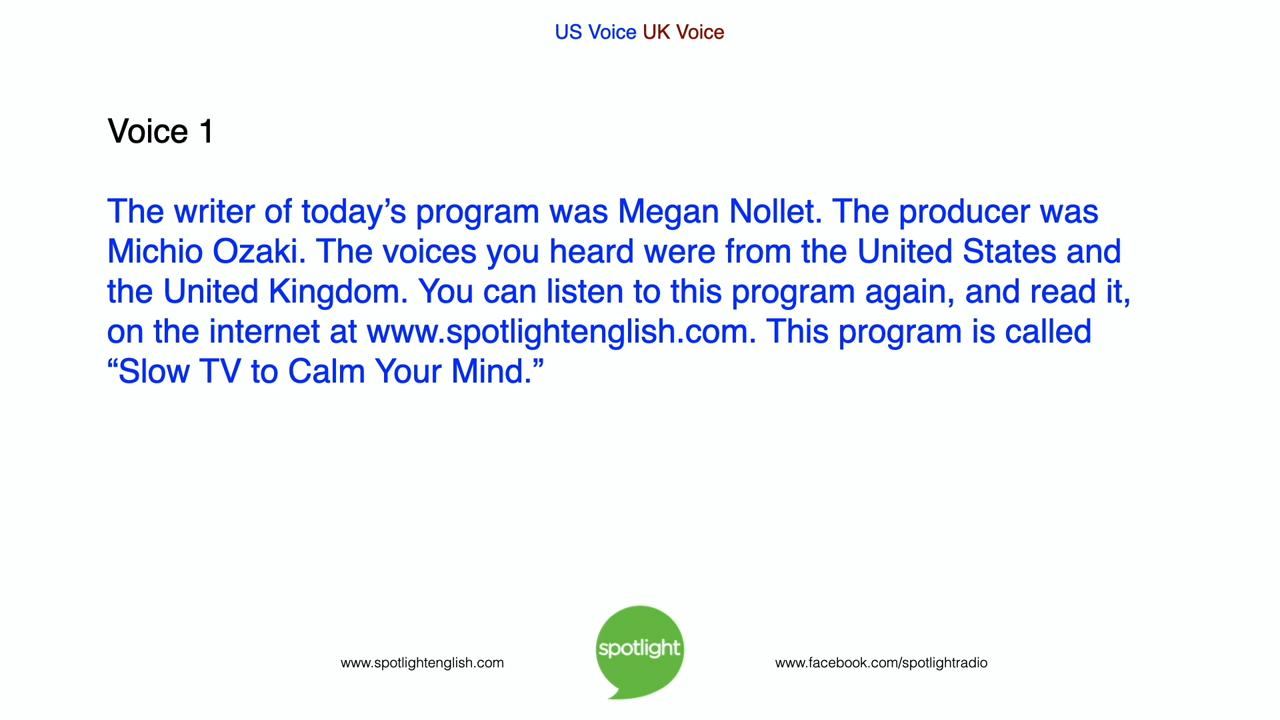 US Voice UK Voice
Voice 1
The writer of today’s program was Megan Nollet. The producer was
Michio Ozaki. The voices you heard were from the United States and
the United Kingdom. You can listen to this program again, and read it,
on the internet at www.spotlightenglish.com. This program is called
“Slow TV to Calm Your Mind.”
spotlight
www.spotlightenglish.com
www.facebook.com/spotlightradio